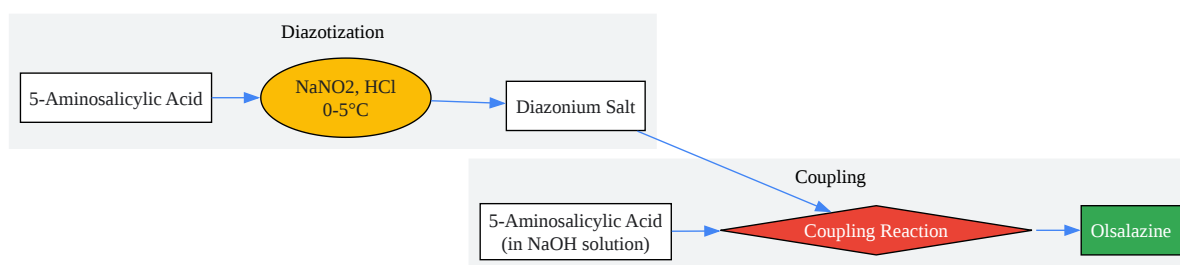 Diazotization
5-Aminosalicylic Acid
NaNO2, HCl
0-5°C
Diazonium Salt
Coupling
5-Aminosalicylic Acid
(in NaOH solution)
Coupling Reaction
Olsalazine